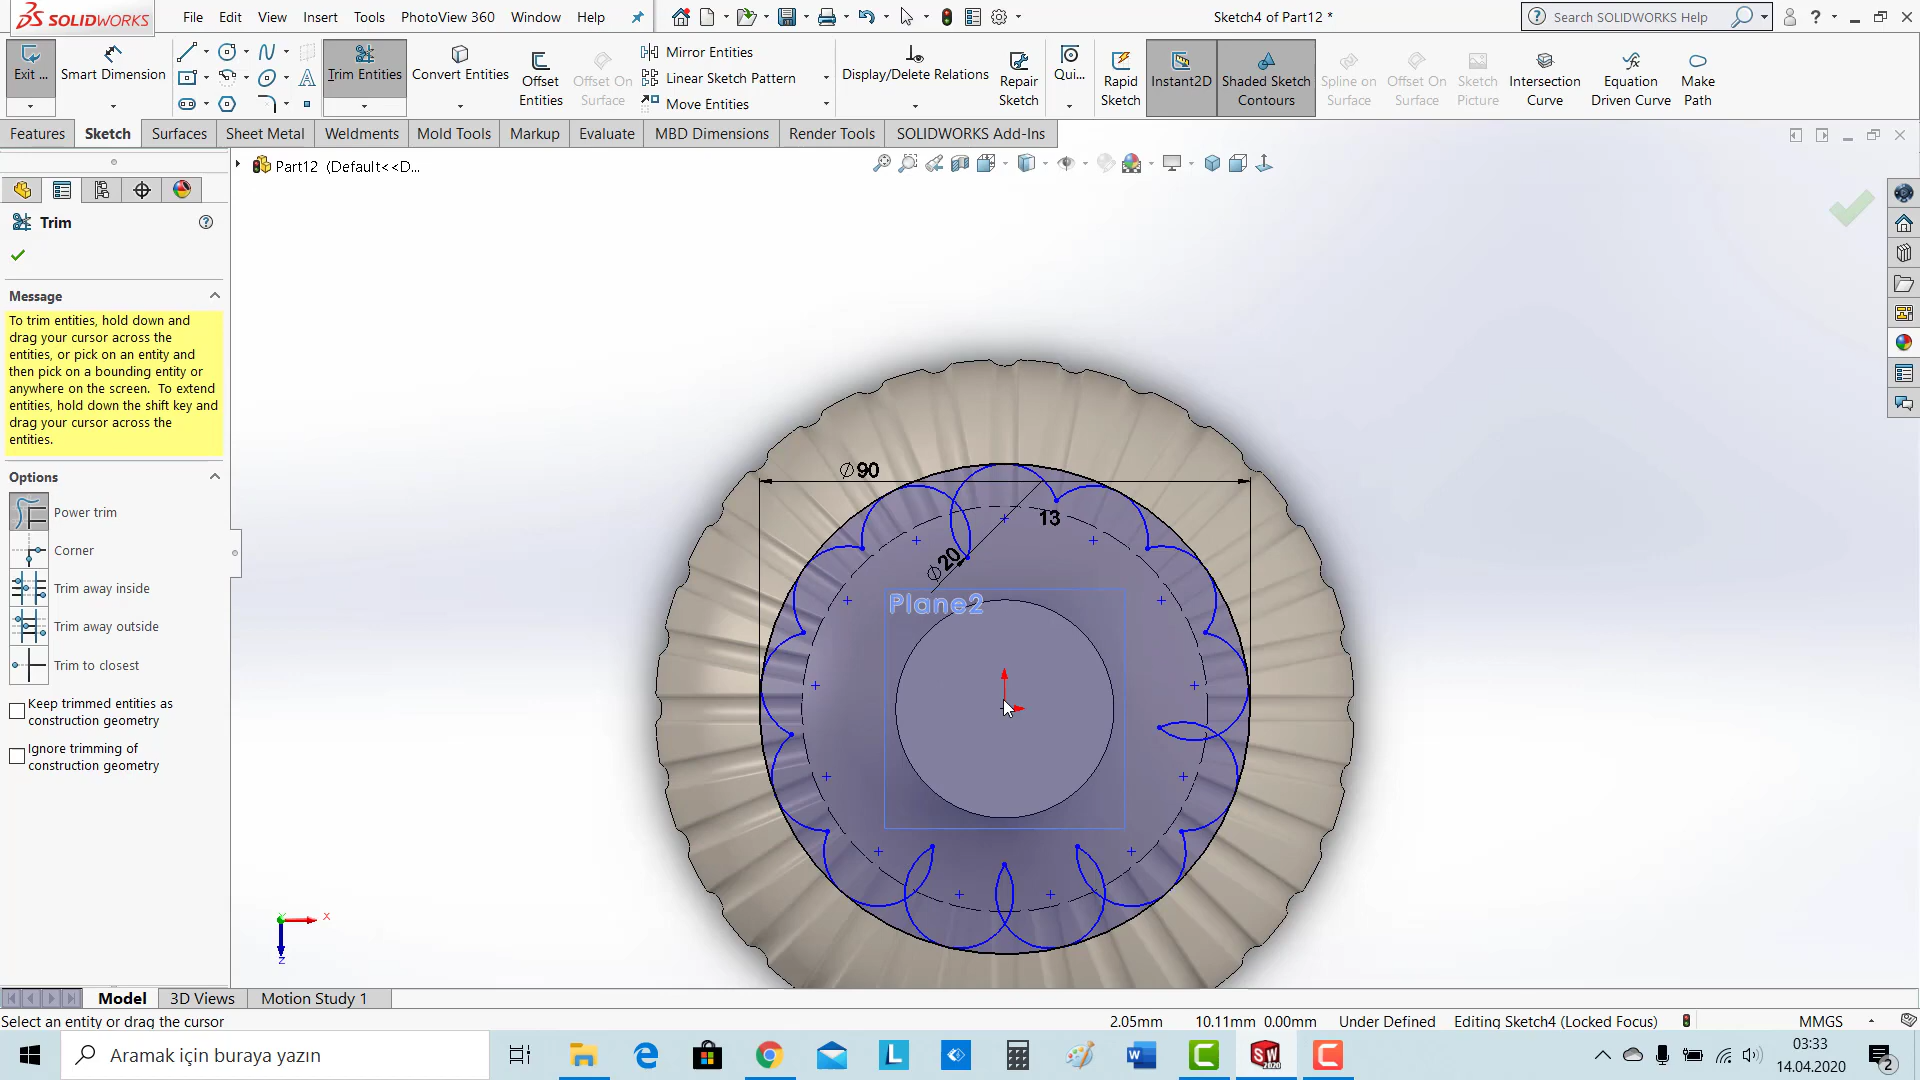 SOLIDWORKS
File Edit View Insert Tools PhotoView 360 Window Help
Sketch4 of Part12 *
Search SOLIDWORKS Help
Exit ...
Smart Dimension
Trim Entities
Convert Entities
Offset Entities
Offset On Surface
Mirror Entities
Linear Sketch Pattern
Move Entities
Display/Delete Relations
Repair Sketch
Qui...
Rapid Sketch
Instant2D
Shaded Sketch Contours
Spline on Surface
Offset On Surface
Sketch Picture
Intersection Curve
Equation Driven Curve
Make Path
Features Sketch Surfaces Sheet Metal Weldments Mold Tools Markup Evaluate MBD Dimensions Render Tools SOLIDWORKS Add-Ins
Part12 (Default<<D...
Trim
Message
To trim entities, hold down and
drag your cursor across the
entities, or pick on an entity and
then pick on a bounding entity or
anywhere on the screen. To extend
entities, hold down the shift key and
drag your cursor across the
entities.
Options
Power trim
Corner
Trim away inside
Trim away outside
Trim to closest
Keep trimmed entities as
construction geometry
Ignore trimming of
construction geometry
∅90
13
∅20
Plane2
X
Y
Z
Model 3D Views Motion Study 1
Select an entity or drag the cursor
2.05mm 10.11mm 0.00mm Under Defined Editing Sketch4 (Locked Focus) MMGS
Aramak için buraya yazın
03:33
14.04.2020
2